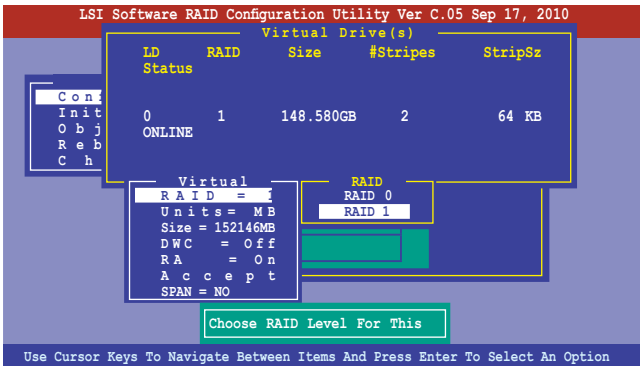 LSI Software RAID Configuration Utility Ver C.05 Sep 17, 2010
Virtual Drive(s)
LD RAID Size #Stripes StripSz
Status
0 1 148.580GB 2 64 KB
ONLINE
Con
Init
Obj
Reb
Ch
Virtual
RAID = 1
Units= MB
Size = 152146MB
DWC = Off
RA = On
Accept
SPAN = NO
RAID
RAID 0
RAID 1
Choose RAID Level For This
Use Cursor Keys To Navigate Between Items And Press Enter To Select An Option